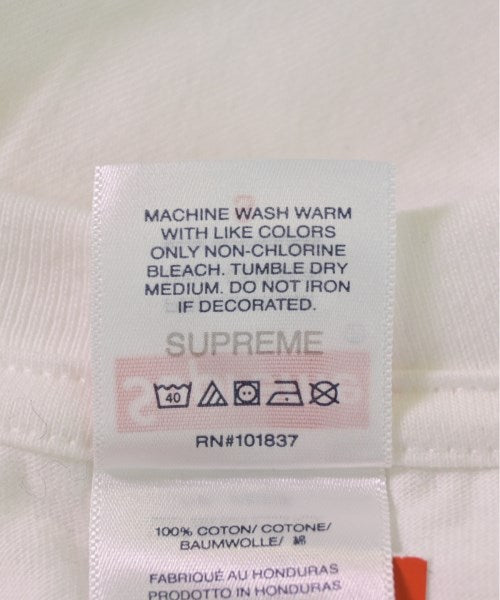 MACHINE WASH WARM
WITH LIKE COLORS
ONLY NON-CHLORINE
BLEACH. TUMBLE DRY
MEDIUM. DO NOT IRON
IF DECORATED.
SUPREME
40
RN#101837
100% COTON/ COTONE/
BAUMWOLLE/ 綿
FABRIQUÉ AU HONDURAS
PRODOTTO IN HONDURAS